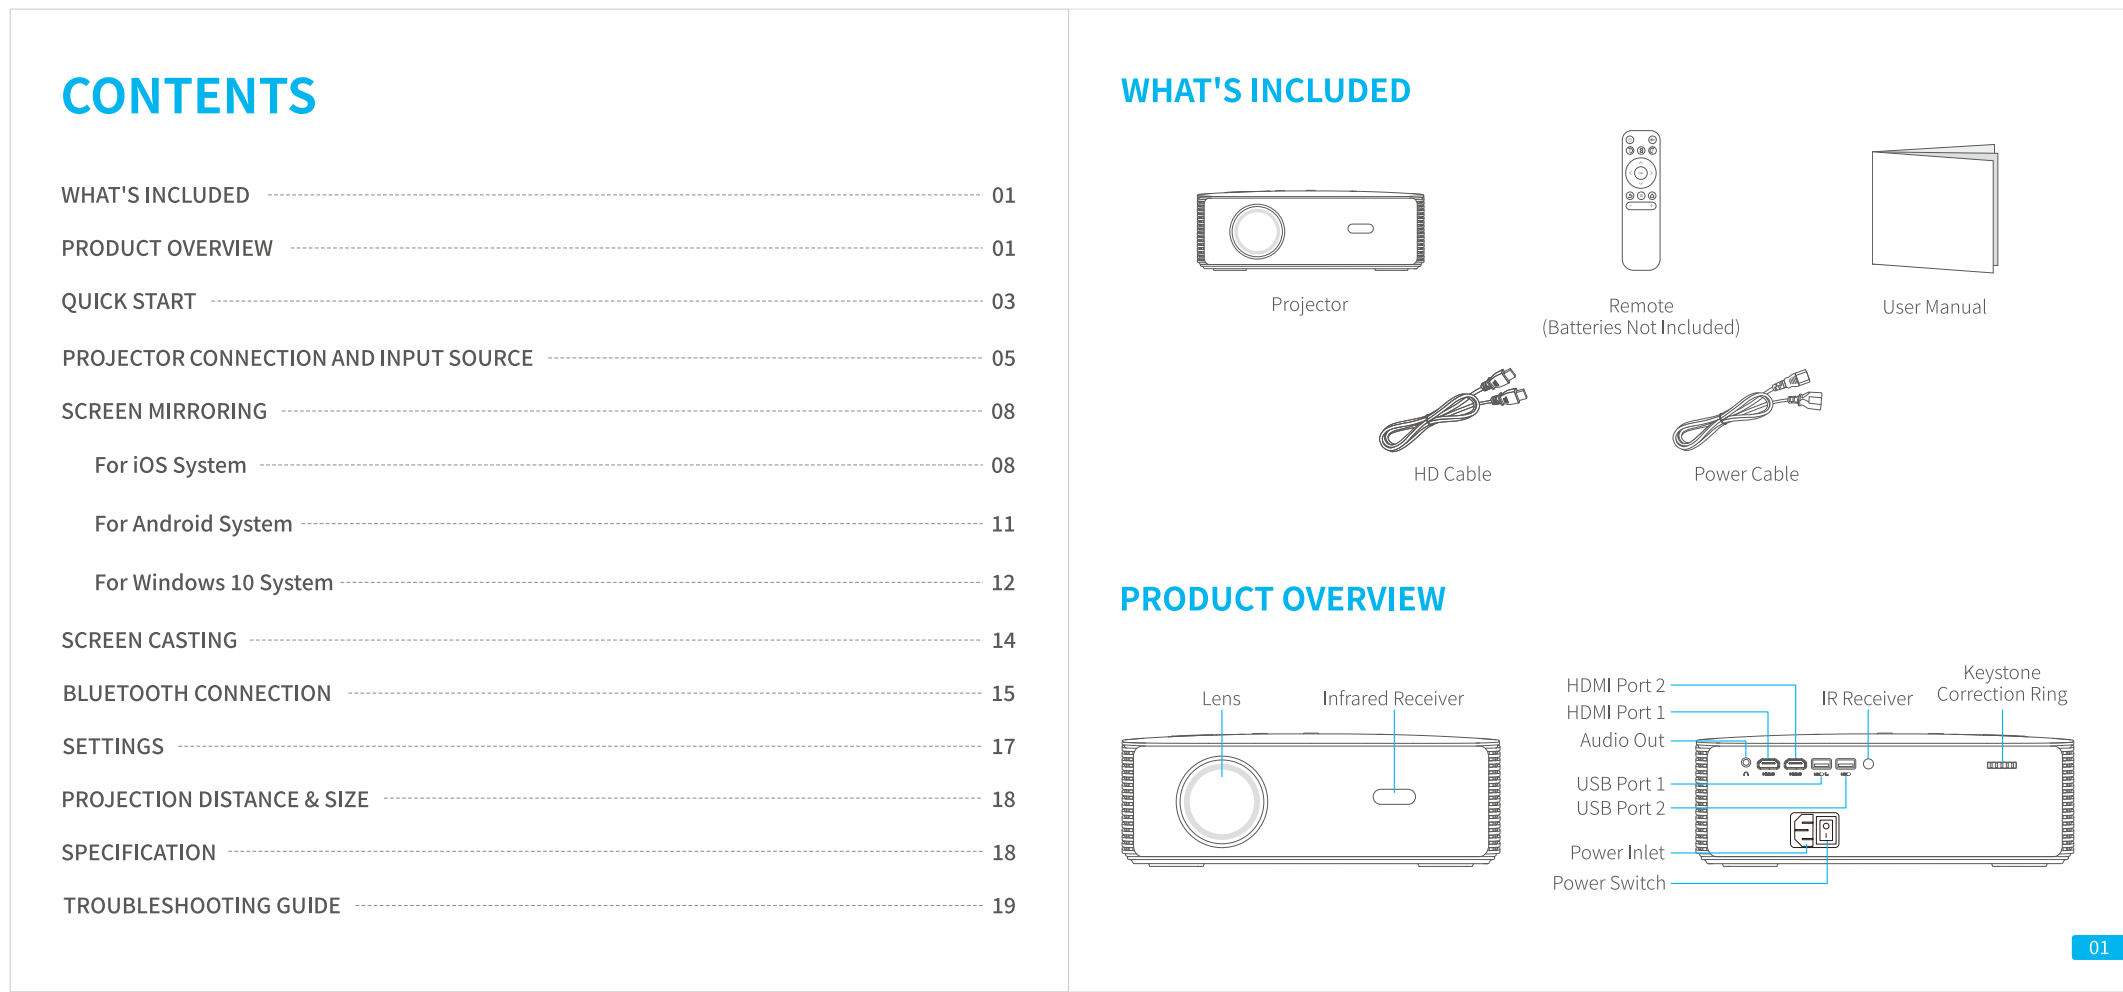 CONTENTS
WHAT'S INCLUDED 01
PRODUCT OVERVIEW 01
QUICK START 03
PROJECTOR CONNECTION AND INPUT SOURCE 05
SCREEN MIRRORING 08
For iOS System 08
For Android System 11
For Windows 10 System 12
SCREEN CASTING 14
BLUETOOTH CONNECTION 15
SETTINGS 17
PROJECTION DISTANCE & SIZE 18
SPECIFICATION 18
TROUBLESHOOTING GUIDE 19
WHAT'S INCLUDED
Projector
Remote
(Batteries Not Included)
User Manual
HD Cable
Power Cable
PRODUCT OVERVIEW
Lens
Infrared Receiver
HDMI Port 2
HDMI Port 1
Audio Out
USB Port 1
USB Port 2
Power Inlet
Power Switch
IR Receiver
Keystone
Correction Ring
01